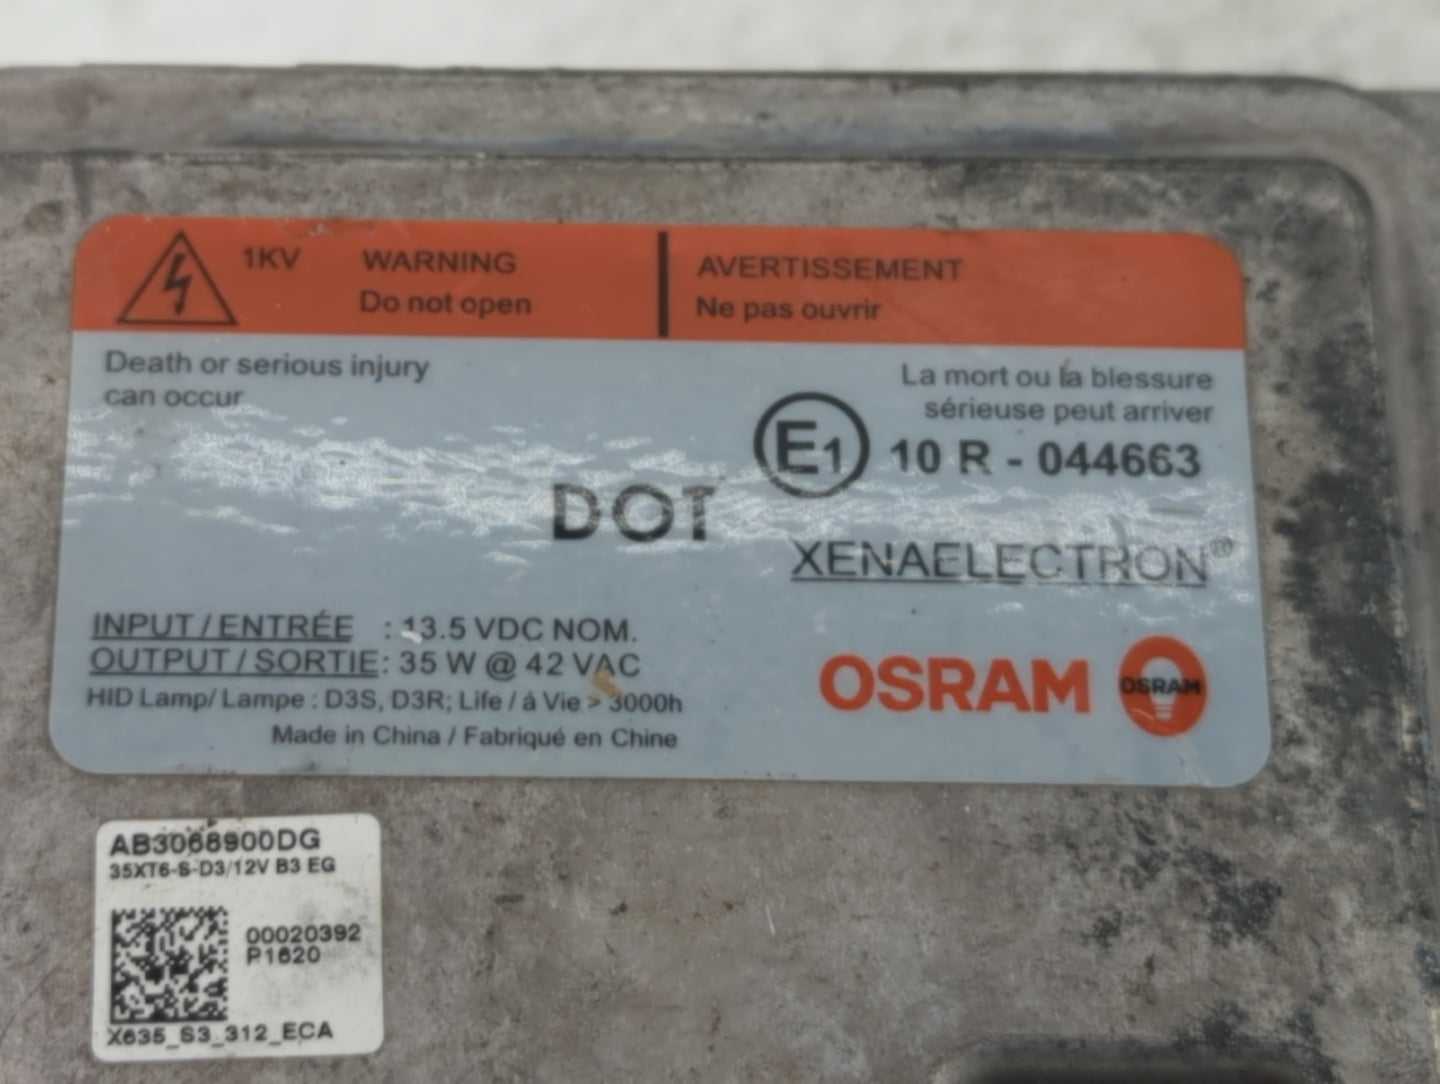 1KV
WARNING
Do not open
AVERTISSEMENT
Ne pas ouvrir
Death or serious injury
can occur
La mort ou la blessure
sérieuse peut arriver
E1 10 R - 044663
DOT
XENAELECTRON®
INPUT / ENTRÉE : 13.5 VDC NOM.
OUTPUT / SORTIE: 35 W @ 42 VAC
HID Lamp/ Lampe : D3S, D3R; Life / á Vie > 3000h
Made in China / Fabriqué en Chine
OSRAM
OSRAM
AB3068900DG
35XT6-S-D3/12V B3 EG
00020392
P1620
X635_S3_312_ECA